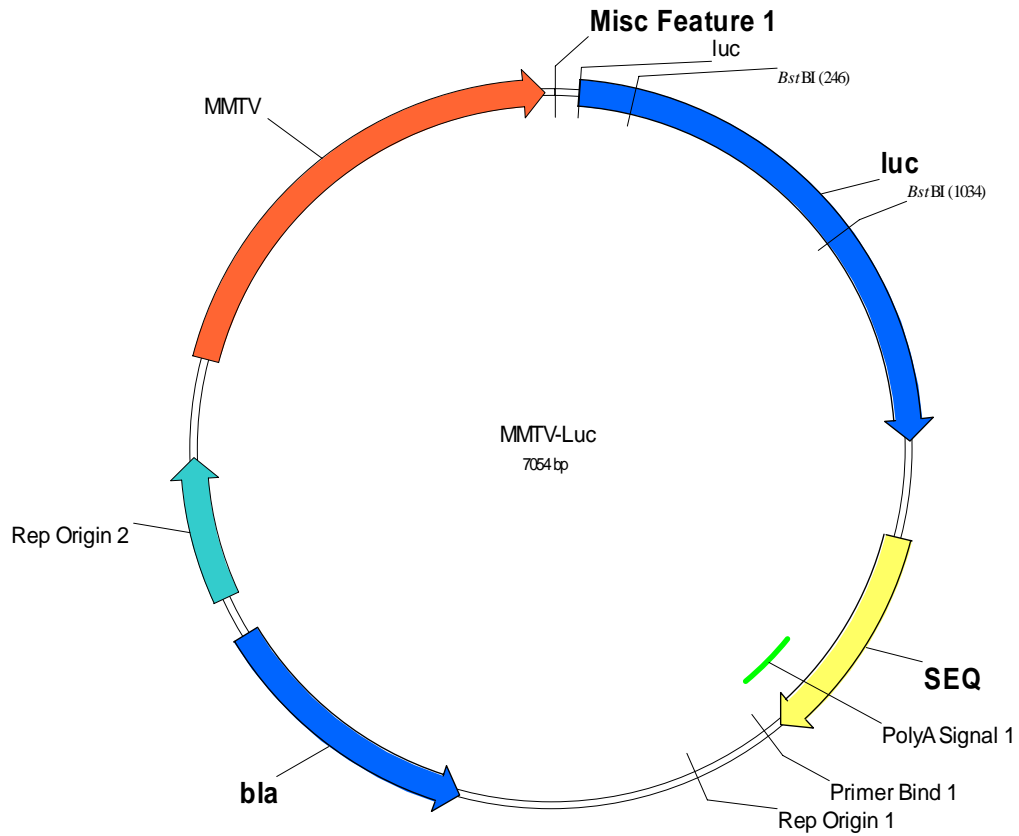 Misc Feature 1
luc
BstBI (246)
MMTV
luc
BstBI (1034)
MMTV-Luc
7054 bp
Rep Origin 2
SEQ
PolyA Signal 1
Primer Bind 1
bla
Rep Origin 1